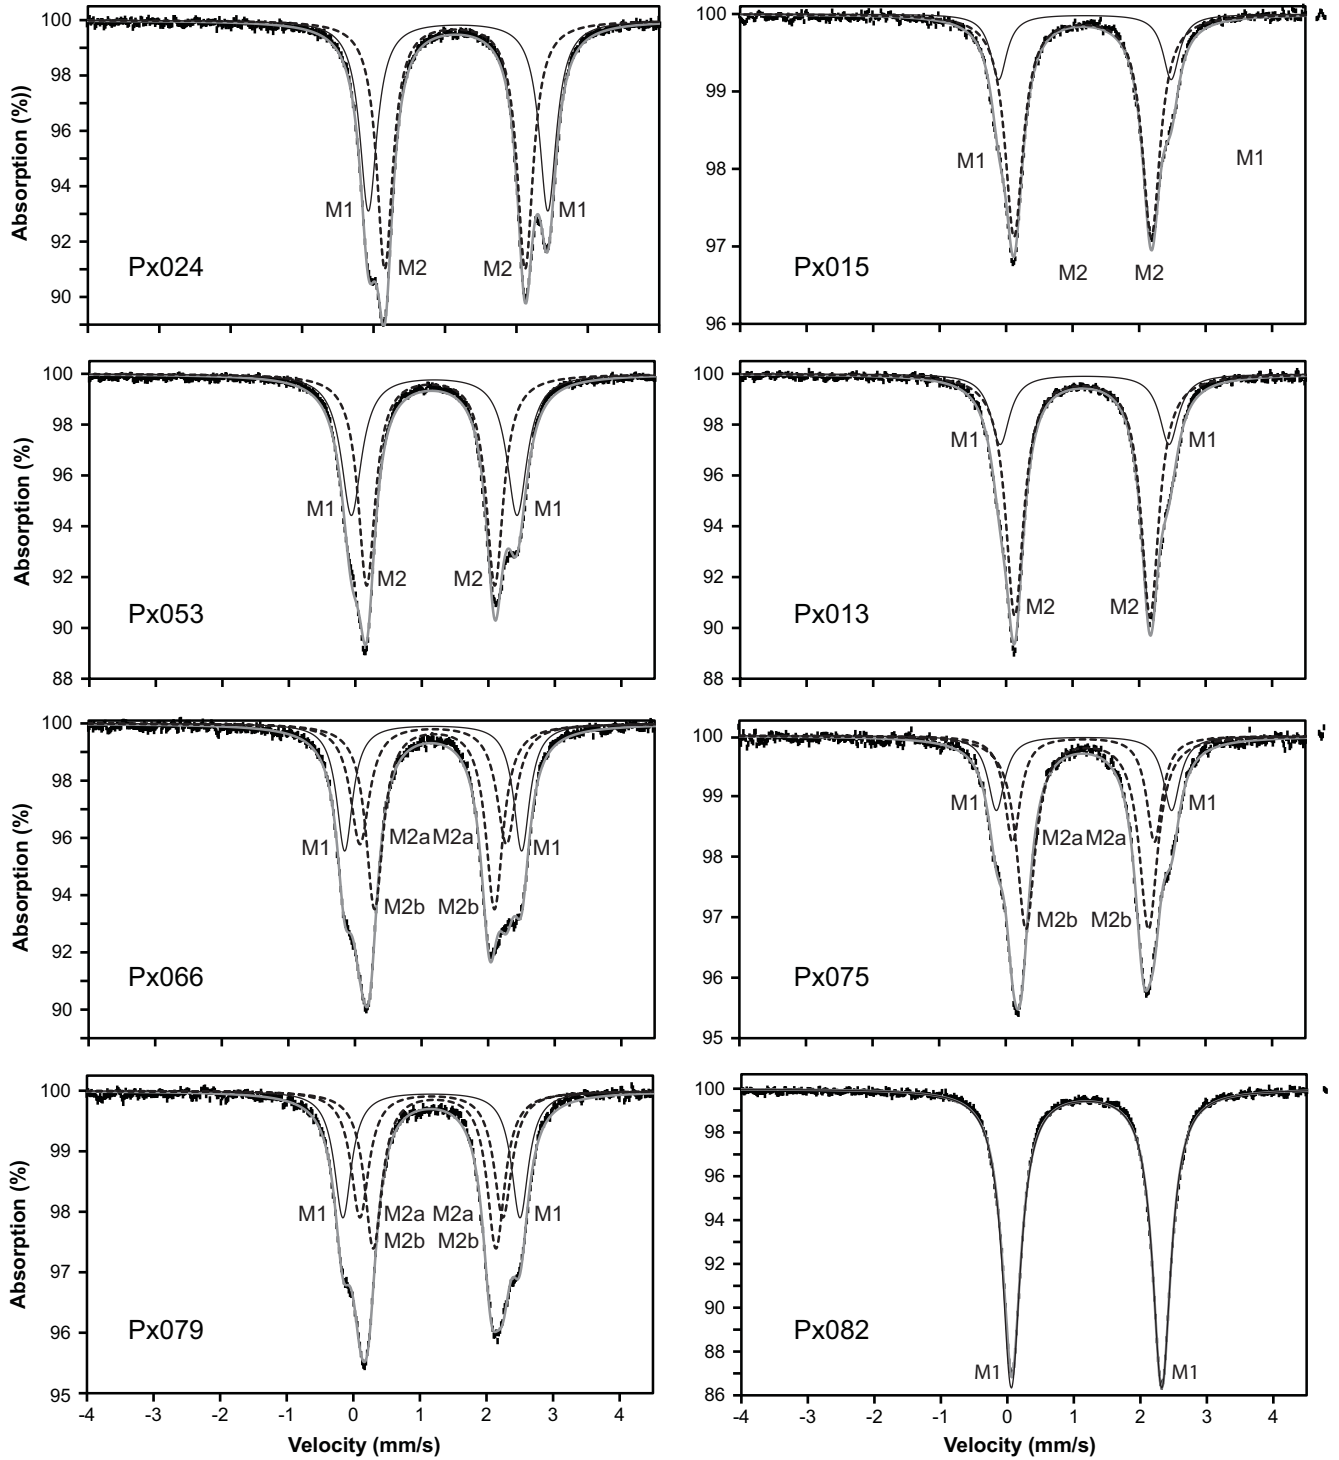 100
98
96
94
92
90
Absorption (%))
M1
M1
M2
M2
Px024
100
99
98
97
96
M1
M1
M2
M2
Px015
100
98
96
94
92
90
88
Absorption (%)
M1
M1
M2
M2
Px053
100
98
96
94
92
90
88
M1
M1
M2
M2
Px013
100
98
96
94
92
90
Absorption (%)
M1
M2a M2a
M1
M2b
M2b
Px066
100
99
98
97
96
95
M1
M1
M2a M2a
M2b
M2b
Px075
100
99
98
97
96
95
Absorption (%)
M1
M2a
M2a
M1
M2b
M2b
Px079
-4 -3 -2 -1 0 1 2 3 4
Velocity (mm/s)
100
98
96
94
92
90
88
86
Px082
M1
M1
-4 -3 -2 -1 0 1 2 3 4
Velocity (mm/s)